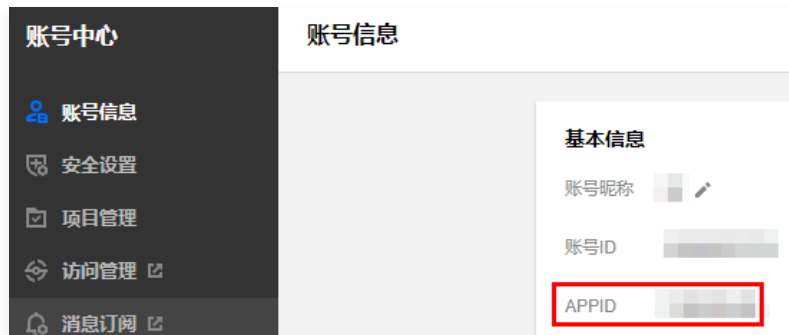 账号中心
账号信息
账号信息
安全设置
项目管理
访问管理
消息订阅
基本信息
账号昵称
账号ID
APPID